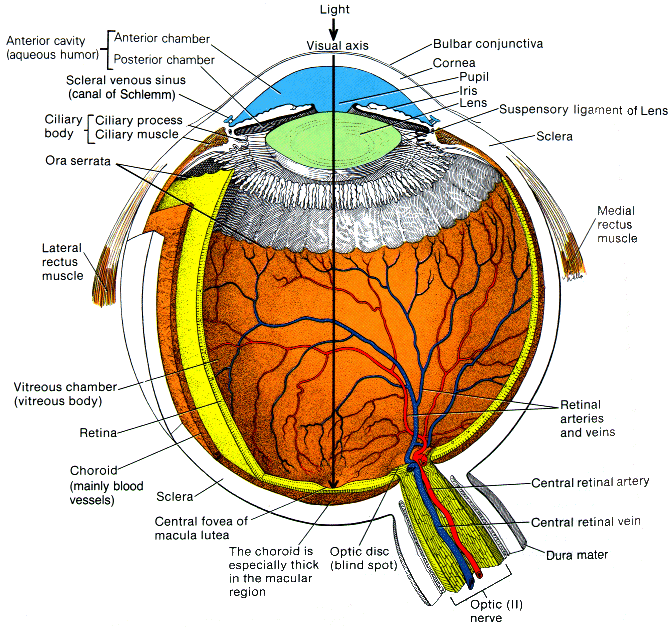 Light
Visual axis
Anterior cavity
(aqueous humor)
Anterior chamber
Posterior chamber
Scleral venous sinus
(canal of Schlemm)
Ciliary
body
Ciliary process
Ciliary muscle
Ora serrata
Lateral
rectus
muscle
Vitreous chamber
(vitreous body)
Retina
Choroid
(mainly blood
vessels)
Sclera
Central fovea of
macula lutea
The choroid is
especially thick
in the macular
region
Optic disc
(blind spot)
Bulbar conjunctiva
Cornea
Pupil
Iris
Lens
Suspensory ligament of Lens
Sclera
Medial
rectus
muscle
Retinal
arteries
and veins
Central retinal artery
Central retinal vein
Dura mater
Optic (II)
nerve